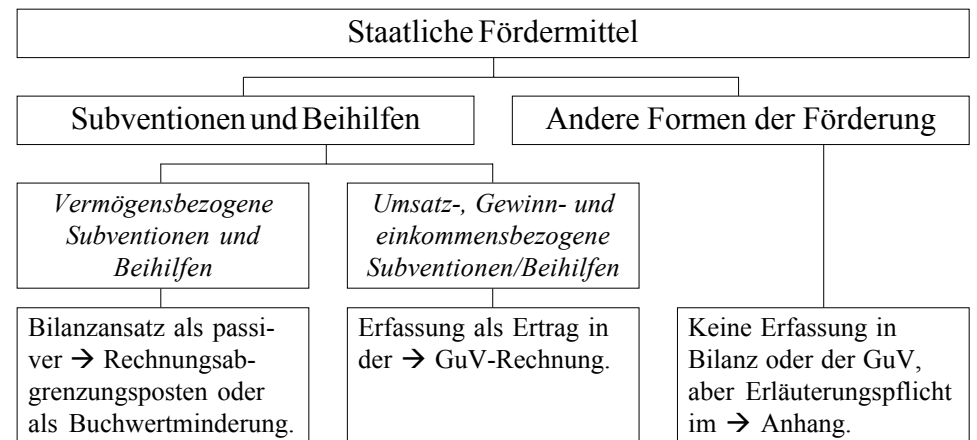 Staatliche Fördermittel
Subventionen und Beihilfen
Andere Formen der Förderung
Vermögensbezogene
Subventionen und
Beihilfen
Umsatz-, Gewinn- und
einkommensbezogene
Subventionen/Beihilfen
Bilanzansatz als passi-
ver → Rechnungsab-
grenzungsposten oder
als Buchwertminderung.
Erfassung als Ertrag in
der → GuV-Rechnung.
Keine Erfassung in
Bilanz oder der GuV,
aber Erläuterungspflicht
im → Anhang.